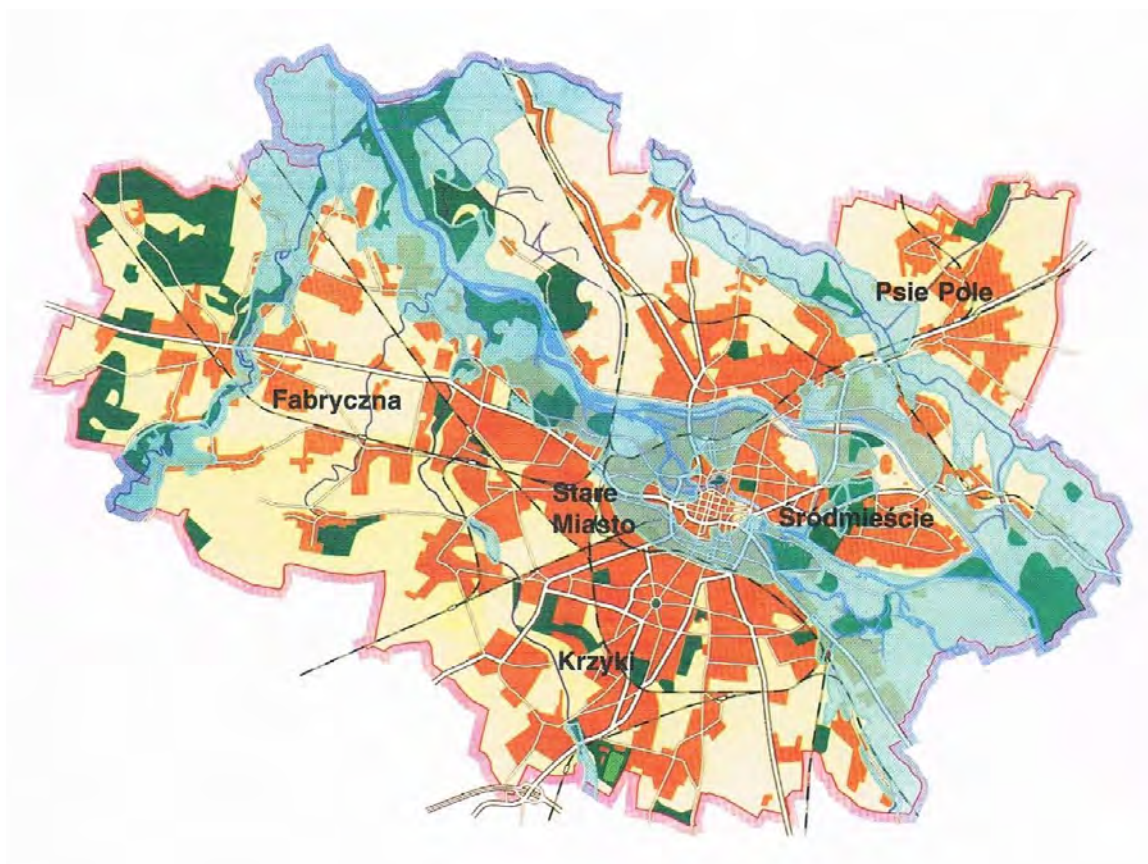 Psie Pole
Fabryczna
Stare
Miasto
Śródmieście
Krzyki